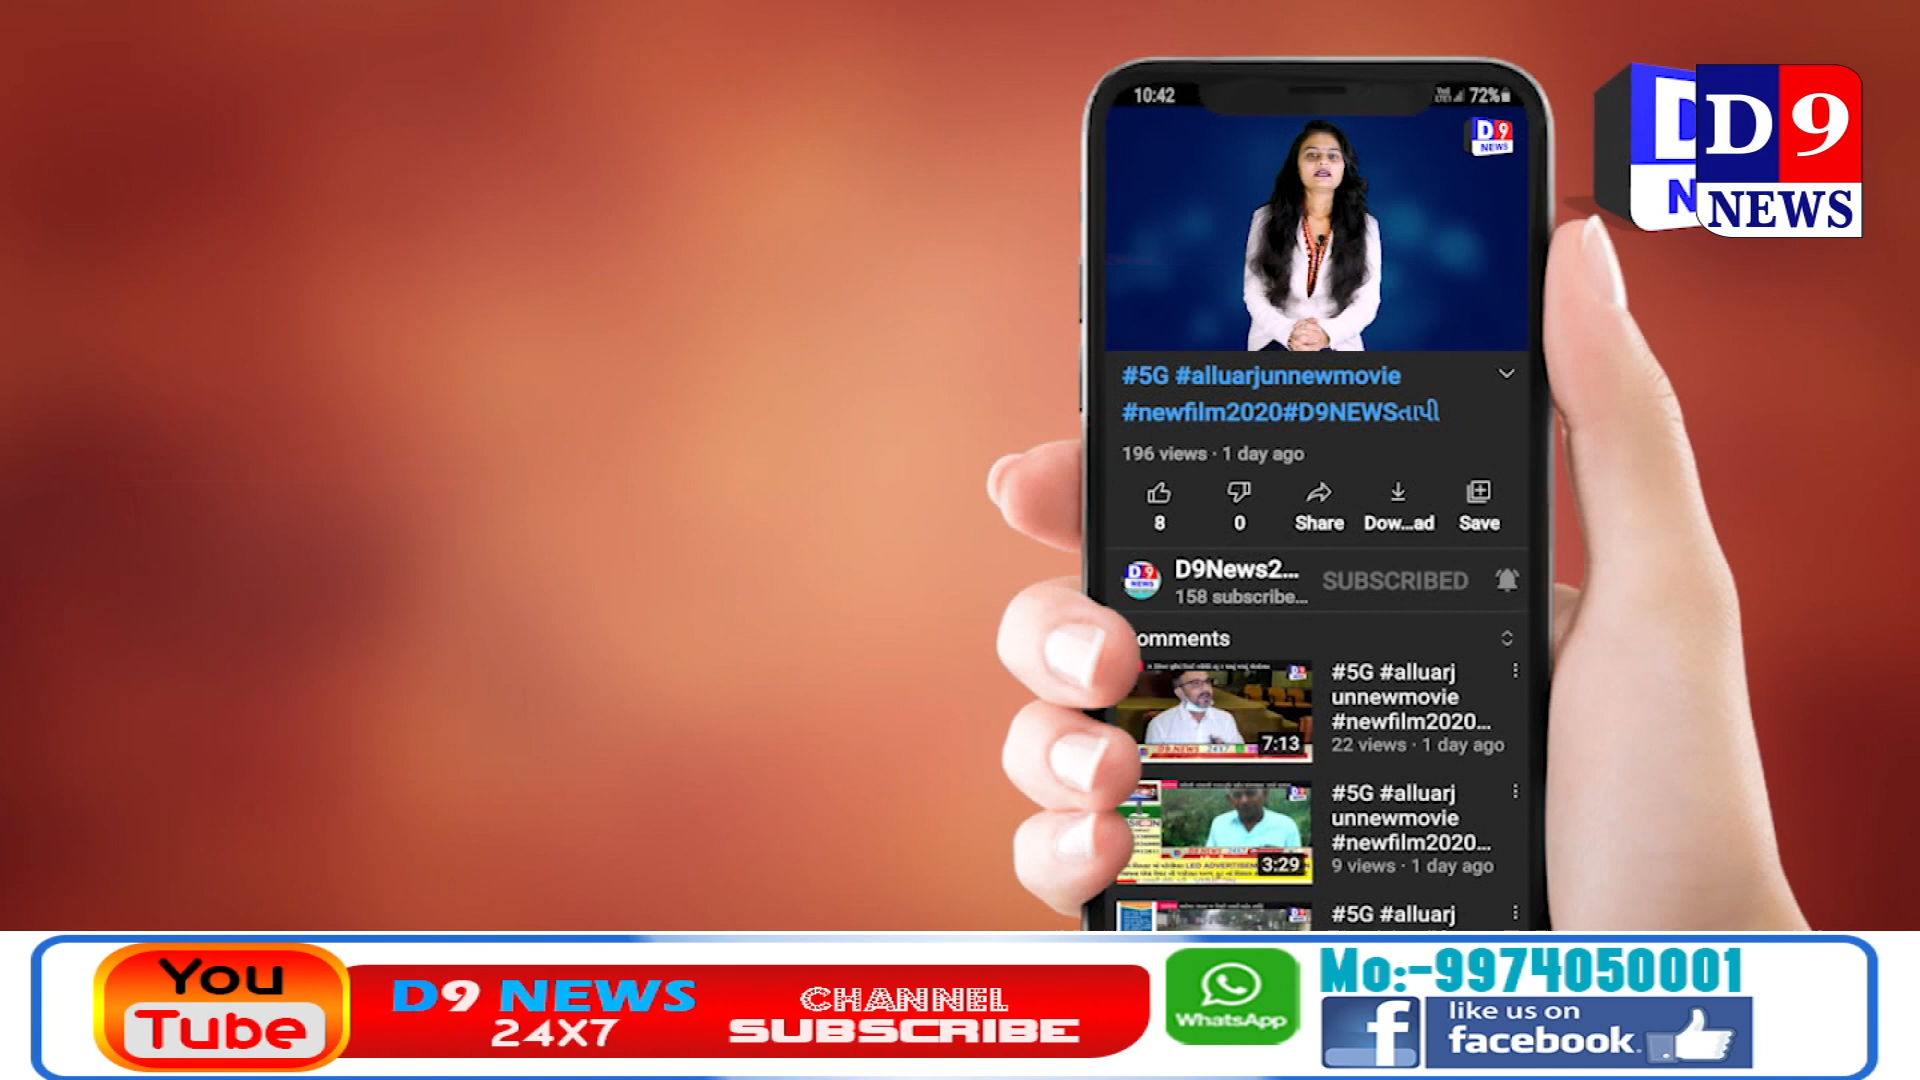 10:42
72%
D9
NEWS
D9
NEWS
#5G #alluarjunnewmovie
#newfilm2020#D9NEWSતાપી
196 views · 1 day ago
8
0
Share
Dow...ad
Save
D9
NEWS
D9News2...
158 subscribe...
SUBSCRIBED
omments
#5G #alluarj
unnewmovie
#newfilm2020...
22 views · 1 day ago
7:13
#5G #alluarj
unnewmovie
#newfilm2020...
9 views · 1 day ago
3:29
#5G #alluarj
You
Tube
D9 NEWS
24X7
CHANNEL
SUBSCRIBE
WhatsApp
Mo:-9974050001
like us on
facebook.